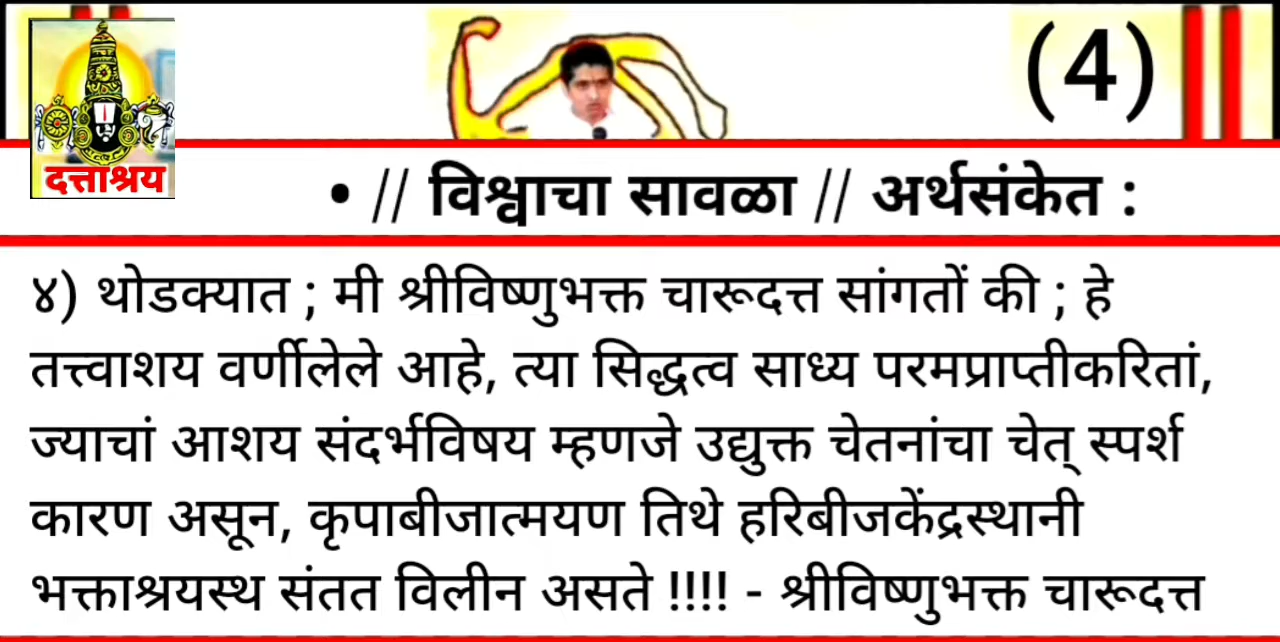 (4)
दत्ताश्रय
• // विश्वाचा सावळा // अर्थसंकेत :
४) थोडक्यात ; मी श्रीविष्णुभक्त चारूदत्त सांगतों की ; हे
तत्त्वाशय वर्णीलेले आहे, त्या सिद्धत्व साध्य परमप्राप्तीकरितां,
ज्याचां आशय संदर्भविषय म्हणजे उद्युक्त चेतनांचा चेत् स्पर्श
कारण असून, कृपाबीजात्मयण तिथे हरिबीजकेंद्रस्थानी
भक्ताश्रयस्थ संतत विलीन असते !!!! - श्रीविष्णुभक्त चारूदत्त